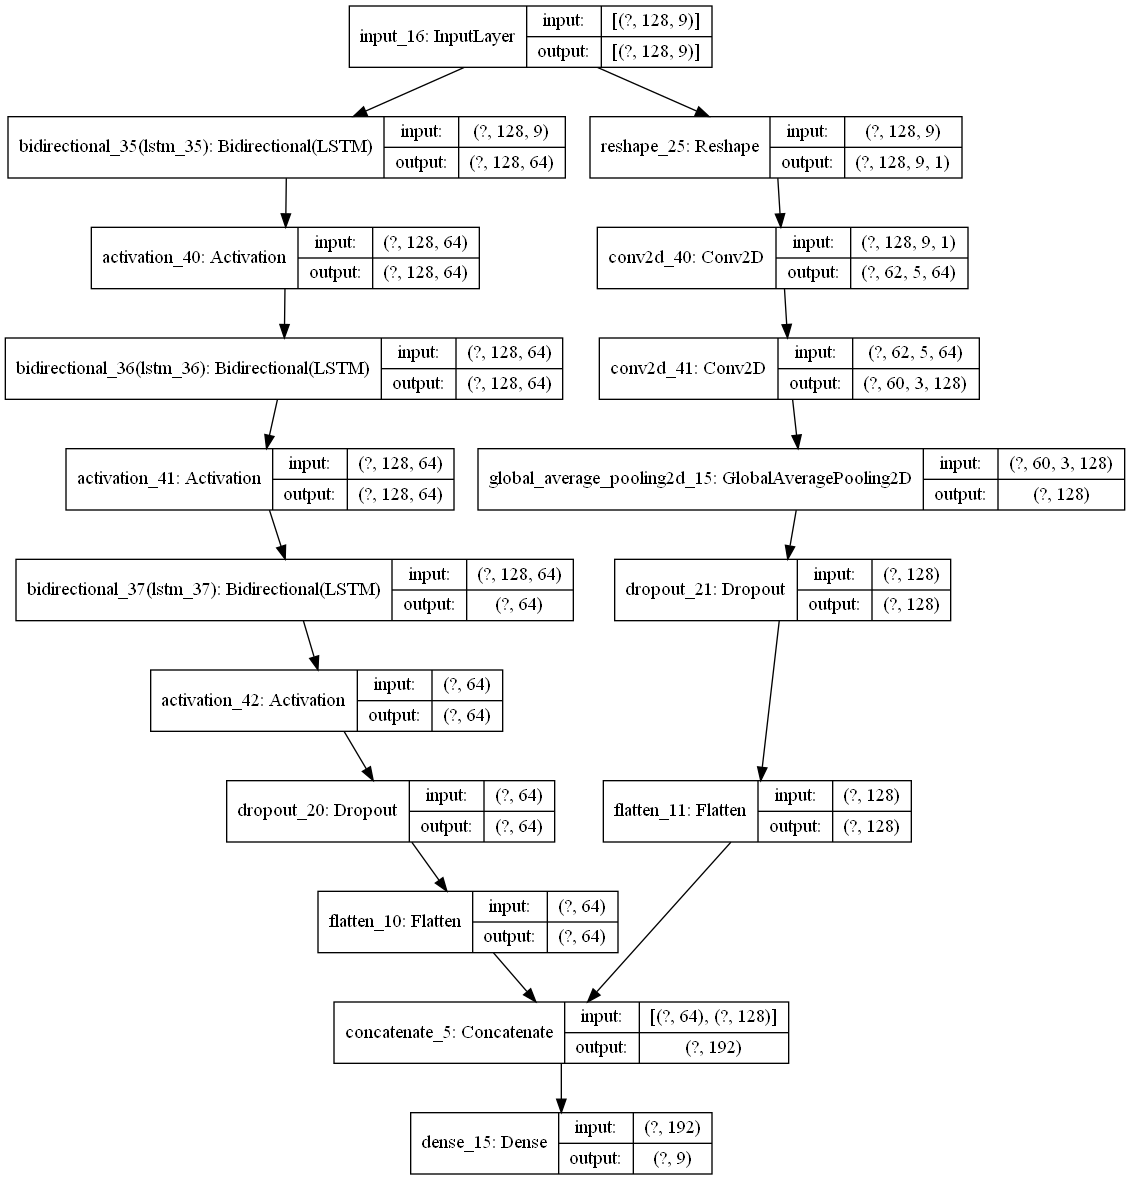 input_16: InputLayer
input: [(?, 128, 9)]
output: [(?, 128, 9)]
bidirectional_35(lstm_35): Bidirectional(LSTM)
input: (?, 128, 9)
output: (?, 128, 64)
reshape_25: Reshape
input: (?, 128, 9)
output: (?, 128, 9, 1)
activation_40: Activation
input: (?, 128, 64)
output: (?, 128, 64)
conv2d_40: Conv2D
input: (?, 128, 9, 1)
output: (?, 62, 5, 64)
bidirectional_36(lstm_36): Bidirectional(LSTM)
input: (?, 128, 64)
output: (?, 128, 64)
conv2d_41: Conv2D
input: (?, 62, 5, 64)
output: (?, 60, 3, 128)
activation_41: Activation
input: (?, 128, 64)
output: (?, 128, 64)
global_average_pooling2d_15: GlobalAveragePooling2D
input: (?, 60, 3, 128)
output: (?, 128)
bidirectional_37(lstm_37): Bidirectional(LSTM)
input: (?, 128, 64)
output: (?, 64)
dropout_21: Dropout
input: (?, 128)
output: (?, 128)
activation_42: Activation
input: (?, 64)
output: (?, 64)
dropout_20: Dropout
input: (?, 64)
output: (?, 64)
flatten_11: Flatten
input: (?, 128)
output: (?, 128)
flatten_10: Flatten
input: (?, 64)
output: (?, 64)
concatenate_5: Concatenate
input: [(?, 64), (?, 128)]
output: (?, 192)
dense_15: Dense
input: (?, 192)
output: (?, 9)